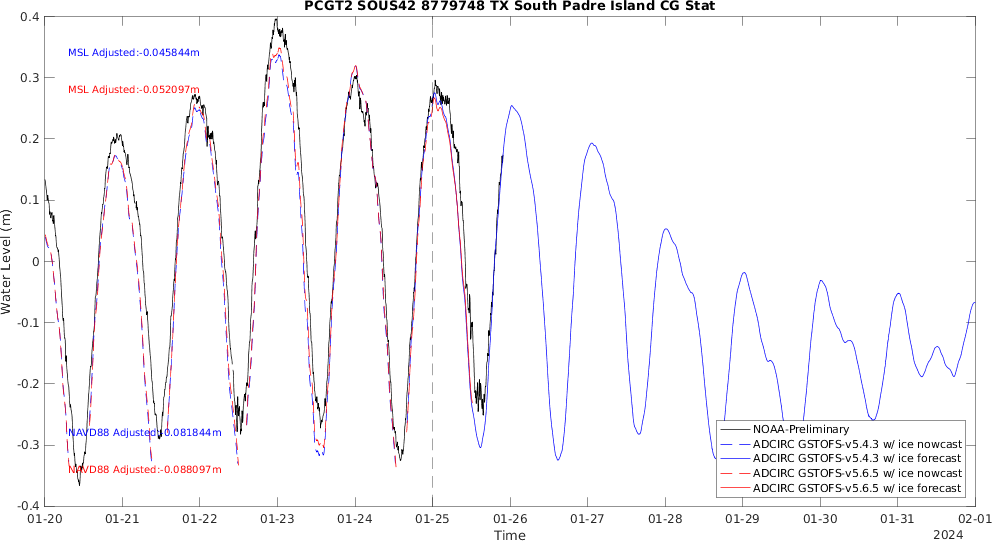 PCGT2 SOUS42 8779748 TX South Padre Island CG Stat
Water Level (m)
0.4
0.3
0.2
0.1
0
-0.1
-0.2
-0.3
-0.4
MSL Adjusted:-0.045844m
MSL Adjusted:-0.052097m
NAVD88 Adjusted:-0.081844m
NAVD88 Adjusted:-0.088097m
NOAA-Preliminary
ADCIRC GSTOFS-v5.4.3 w/ ice nowcast
ADCIRC GSTOFS-v5.4.3 w/ ice forecast
ADCIRC GSTOFS-v5.6.5 w/ ice nowcast
ADCIRC GSTOFS-v5.6.5 w/ ice forecast
01-20 01-21 01-22 01-23 01-24 01-25 01-26 01-27 01-28 01-29 01-30 01-31 02-01
Time
2024